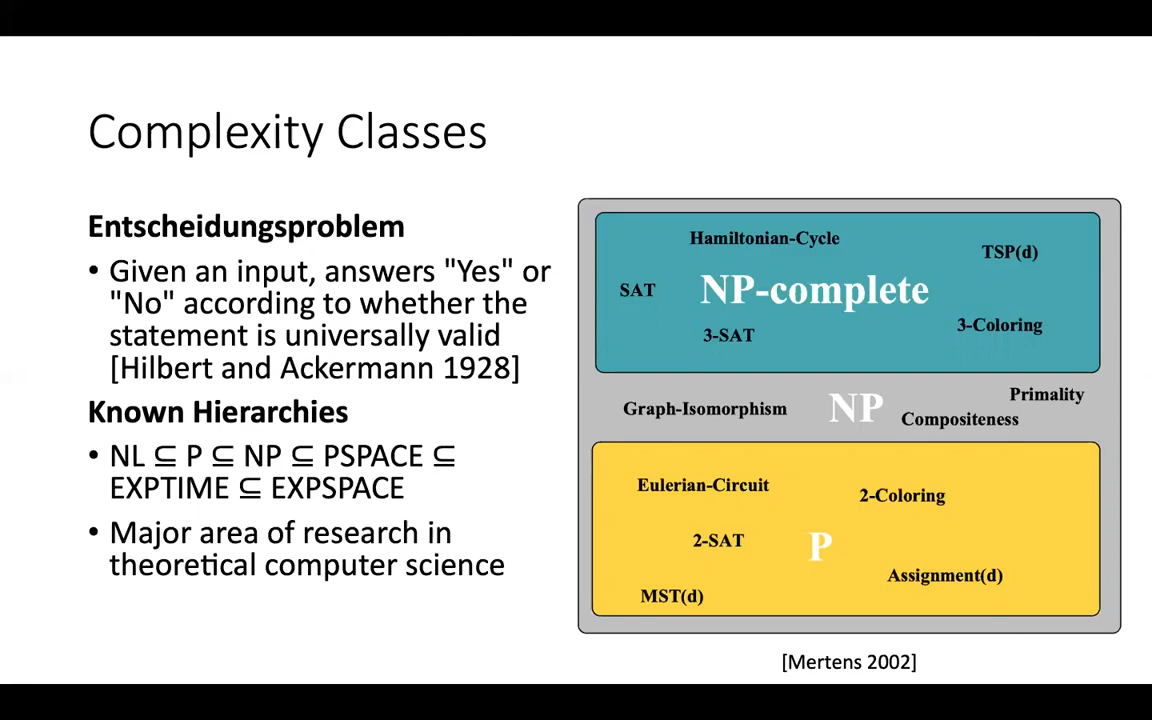 Complexity Classes
Entscheidungsproblem
• Given an input, answers "Yes" or
"No" according to whether the
statement is universally valid
[Hilbert and Ackermann 1928]
Known Hierarchies
• NL ⊆ P ⊆ NP ⊆ PSPACE ⊆
EXPTIME ⊆ EXPSPACE
• Major area of research in
theoretical computer science
Hamiltonian-Cycle
TSP(d)
SAT
NP-complete
3-Coloring
3-SAT
Primality
Graph-Isomorphism
NP
Compositeness
Eulerian-Circuit
2-Coloring
2-SAT
P
Assignment(d)
MST(d)
[Mertens 2002]